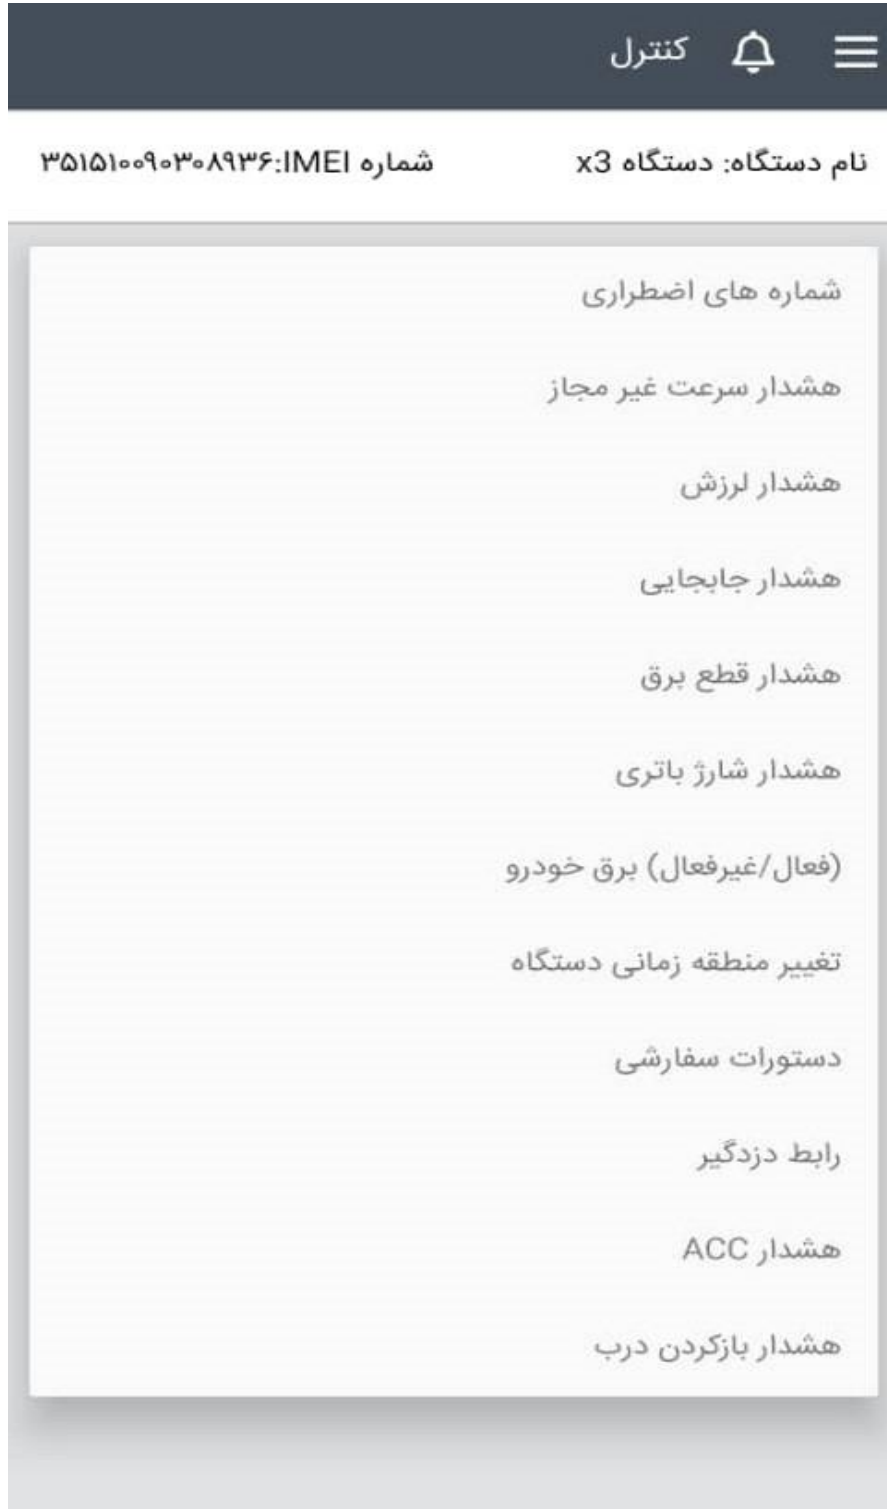 کنترل
نام دستگاه: دستگاه x3
شماره IMEI:۳۵۱۵۱۰۰۹۰۳۰۸۹۳۶
شماره های اضطراری
هشدار سرعت غیر مجاز
هشدار لرزش
هشدار جابجایی
هشدار قطع برق
هشدار شارژ باتری
(فعال/غیرفعال) برق خودرو
تغییر منطقه زمانی دستگاه
دستورات سفارشی
رابط دزدگیر
هشدار ACC
هشدار بازکردن درب